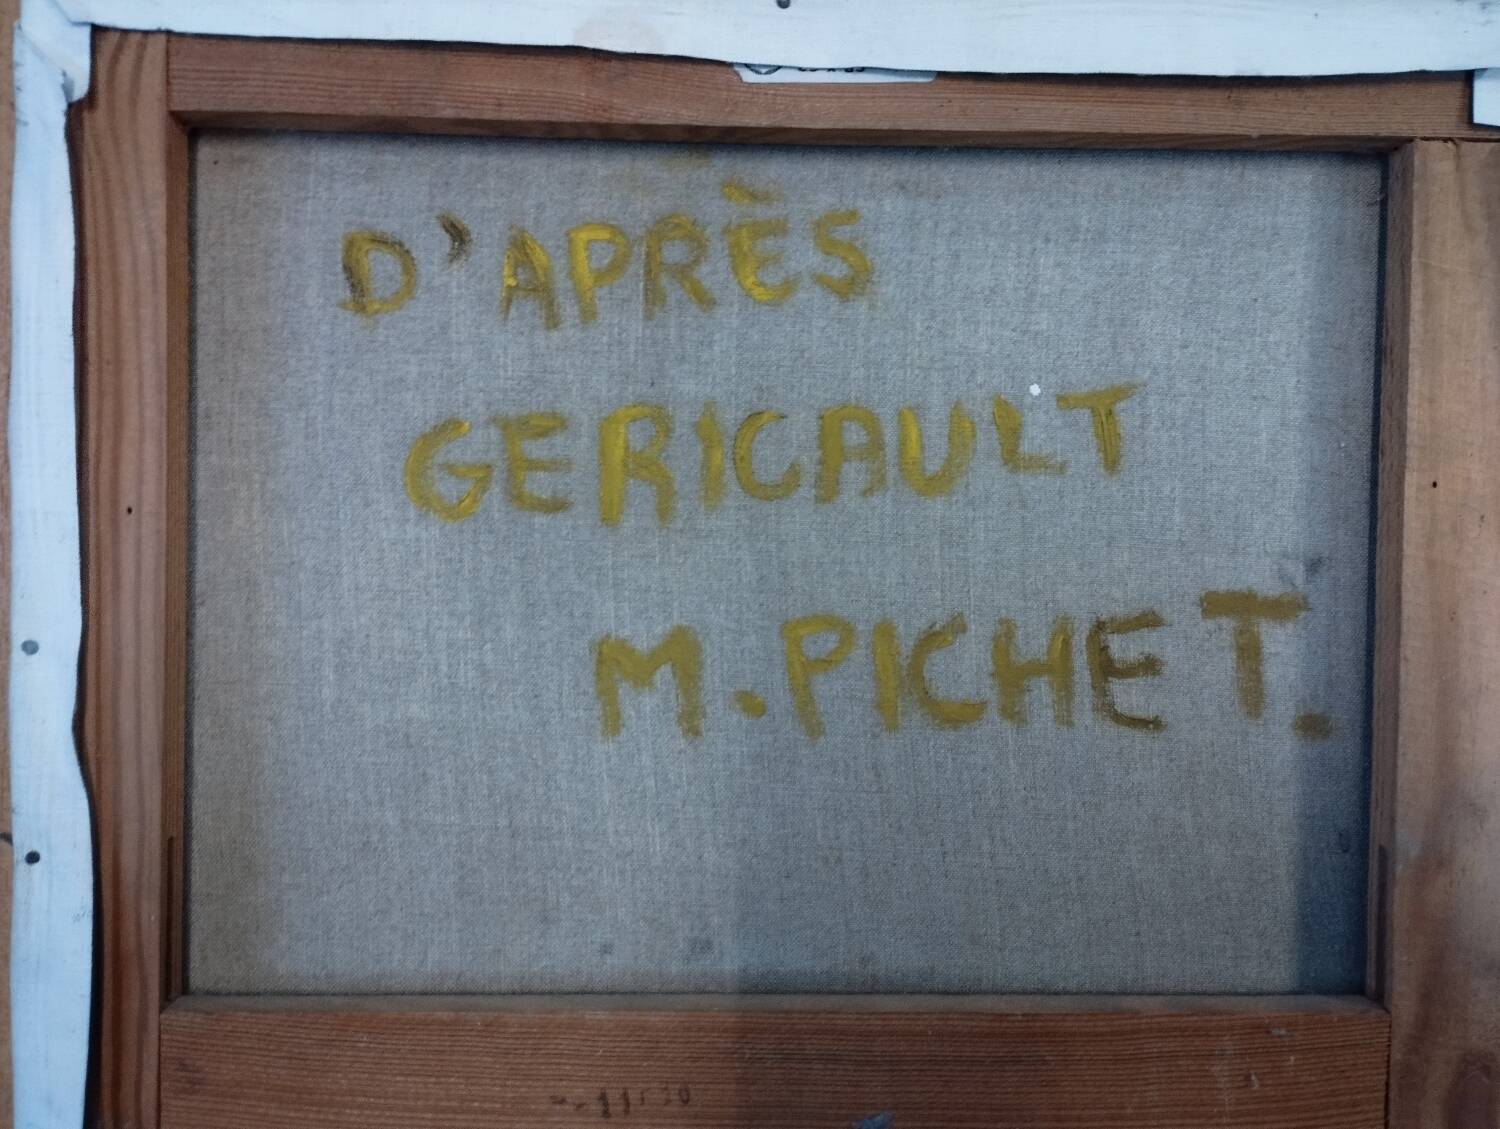 D'APRÈS
GERICAULT
M. PICHET.